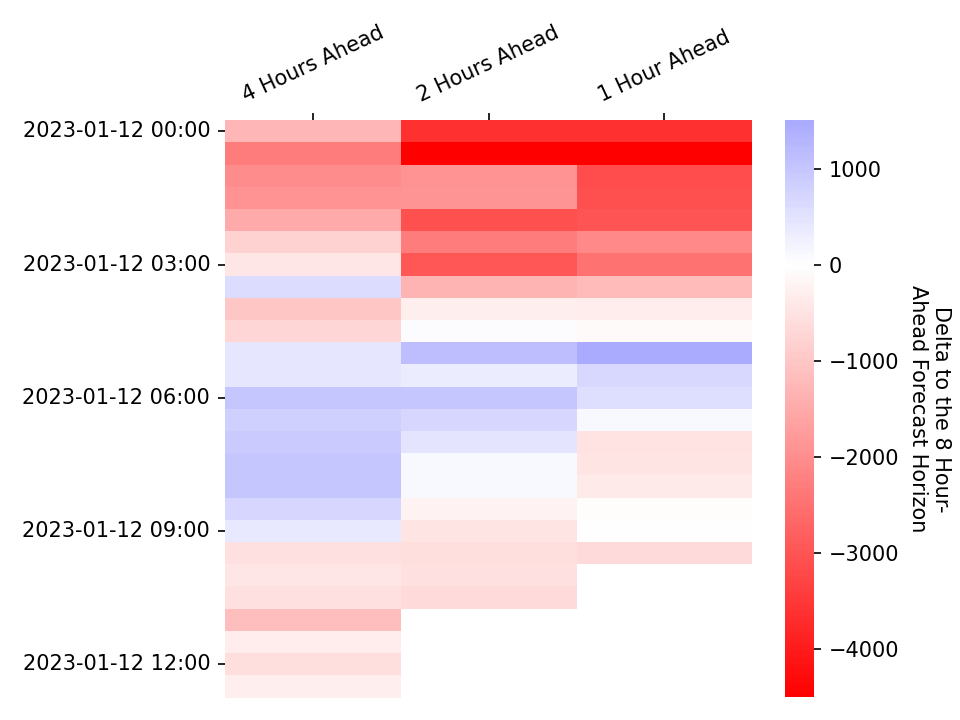 4 Hours Ahead
2 Hours Ahead
1 Hour Ahead
2023-01-12 00:00
2023-01-12 03:00
2023-01-12 06:00
2023-01-12 09:00
2023-01-12 12:00
1000
0
−1000
−2000
−3000
−4000
Delta to the 8 Hour-
Ahead Forecast Horizon